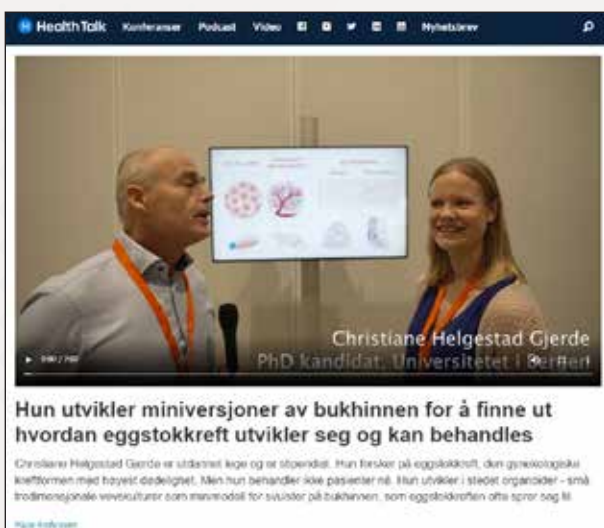 HealthTalk Konferanser Podcast Video Nyhetsbrev
Christiane Helgestad Gjerde
PhD kandidat, Universitetet i Bergen
Hun utvikler miniversjoner av bukhinnen for å finne ut
hvordan eggstokkreft utvikler seg og kan behandles
Christiane Helgestad Gjerde er utdannet lege og er stipendiat. Hun forsker på eggstokkreft, den gynekologiske
kreftformen med høyest dødelighet. Men hun behandler ikke pasienter nå. Hun utvikler i stedet organoider - små
tredimensjonale vevskulturer som minimodell for svulster på bukhinnen, som eggstokkreften ofte sprer seg til.